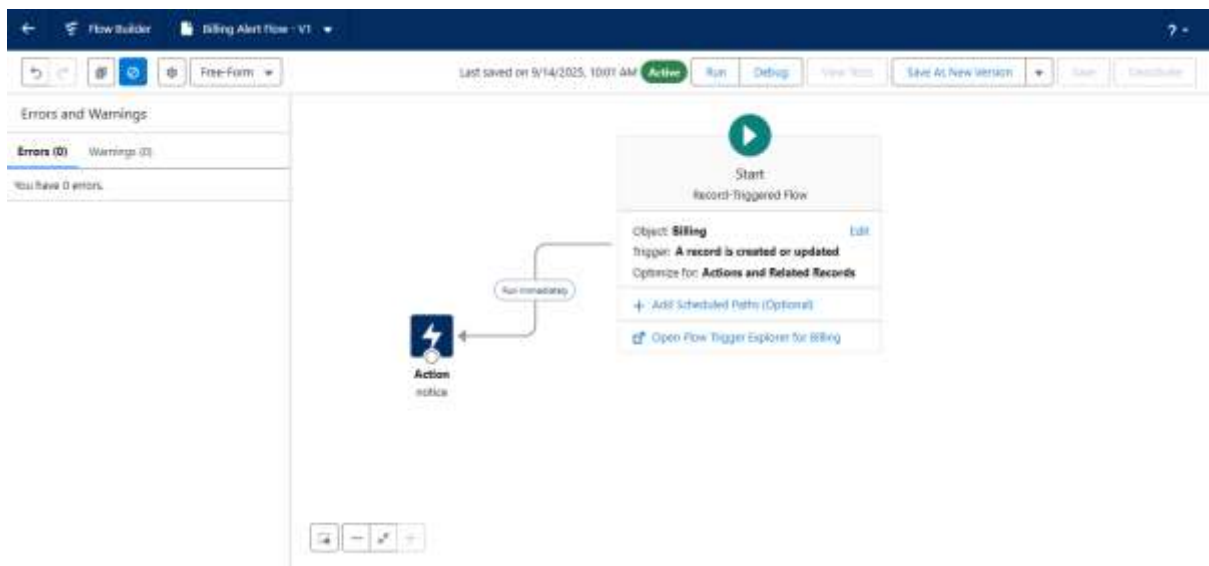 Flow Builder
Billing Alert Flow - V1
?
Free-Form
Last saved on 9/14/2025, 10:01 AM
Active
Run
Debug
View Tests
Save As New Version
Save
Deactivate
Errors and Warnings
Errors (0)
Warnings (0)
You have 0 errors.
Start
Record-Triggered Flow
Object: Billing
Edit
Trigger: A record is created or updated
Optimize for: Actions and Related Records
+ Add Scheduled Paths (Optional)
Open Flow Trigger Explorer for Billing
Run Immediately
Action
notice